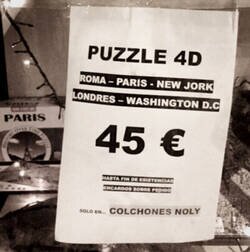 PUZZLE 4D
ROMA – PARIS - NEW JORK
LONDRES – WASHINGTON D.C
45 €
HASTA FIN DE EXISTENCIAS
ENCARGOS SOBRE PEDIDO
SOLO EN... COLCHONES NOLY
PARIS